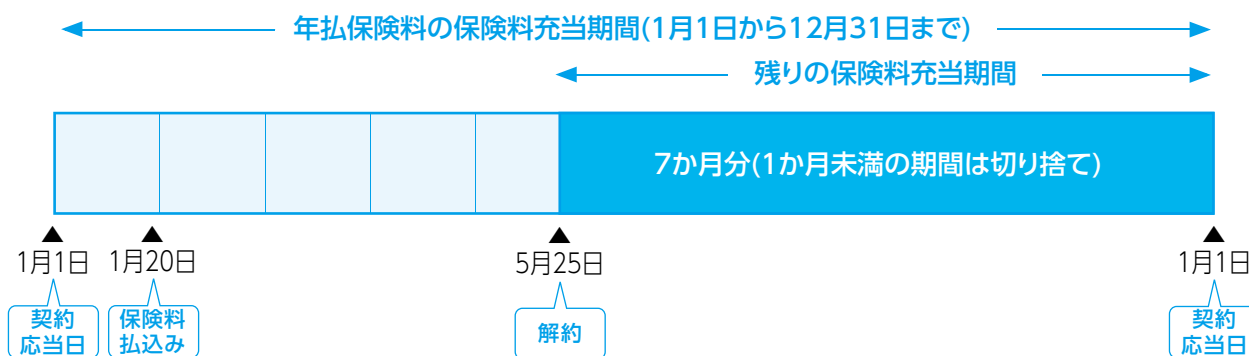 年払保険料の保険料充当期間(1月1日から12月31日まで)
残りの保険料充当期間
7か月分(1か月未満の期間は切り捨て)
1月1日
1月20日
5月25日
1月1日
契約
応当日
保険料
払込み
解約
契約
応当日